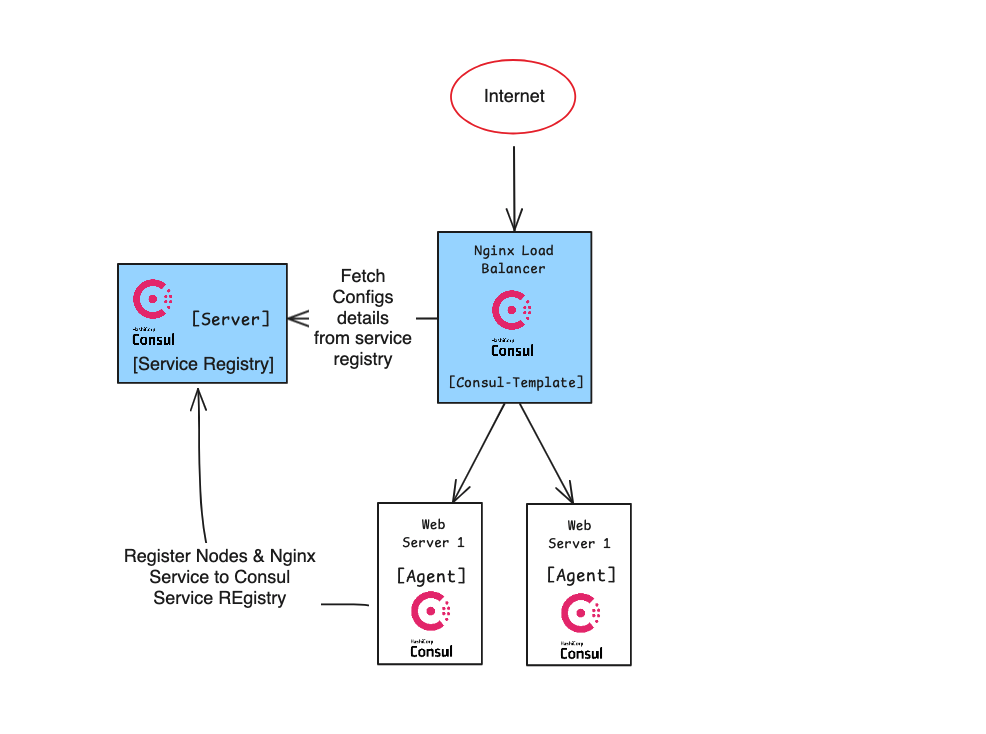 Internet
Nginx Load
Balancer
HashiCorp
Consul
[Consul-Template]
Fetch
Configs
details
from service
registry
[Server]
HashiCorp
Consul
[Service Registry]
Web
Server 1
[Agent]
HashiCorp
Consul
Web
Server 1
[Agent]
HashiCorp
Consul
Register Nodes & Nginx
Service to Consul
Service REgistry